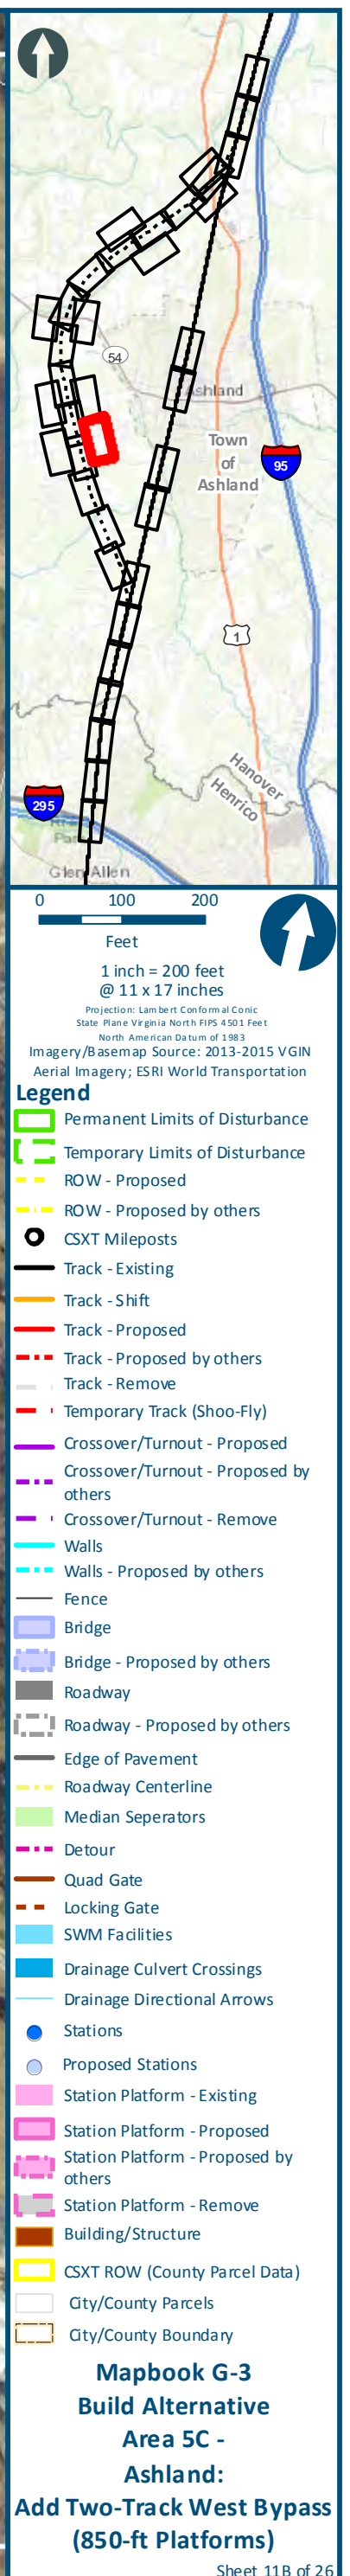 54
Ashland
Town
of
Ashland
95
1
Hanover
Henrico
295
Glen Allen
0 100 200
Feet
1 inch = 200 feet
@ 11 x 17 inches
Projection: Lambert Conformal Conic
State Plane Virginia North FIPS 4501 Feet
North American Datum of 1983
Imagery/Basemap Source: 2013-2015 VGIN
Aerial Imagery; ESRI World Transportation
Legend
Permanent Limits of Disturbance
Temporary Limits of Disturbance
ROW - Proposed
ROW - Proposed by others
CSXT Mileposts
Track - Existing
Track - Shift
Track - Proposed
Track - Proposed by others
Track - Remove
Temporary Track (Shoo-Fly)
Crossover/Turnout - Proposed
Crossover/Turnout - Proposed by
others
Crossover/Turnout - Remove
Walls
Walls - Proposed by others
Fence
Bridge
Bridge - Proposed by others
Roadway
Roadway - Proposed by others
Edge of Pavement
Roadway Centerline
Median Seperators
Detour
Quad Gate
Locking Gate
SWM Facilities
Drainage Culvert Crossings
Drainage Directional Arrows
Stations
Proposed Stations
Station Platform - Existing
Station Platform - Proposed
Station Platform - Proposed by
others
Station Platform - Remove
Building/Structure
CSXT ROW (County Parcel Data)
City/County Parcels
City/County Boundary
Mapbook G-3
Build Alternative
Area 5C -
Ashland:
Add Two-Track West Bypass
(850-ft Platforms)
Sheet 11B of 26